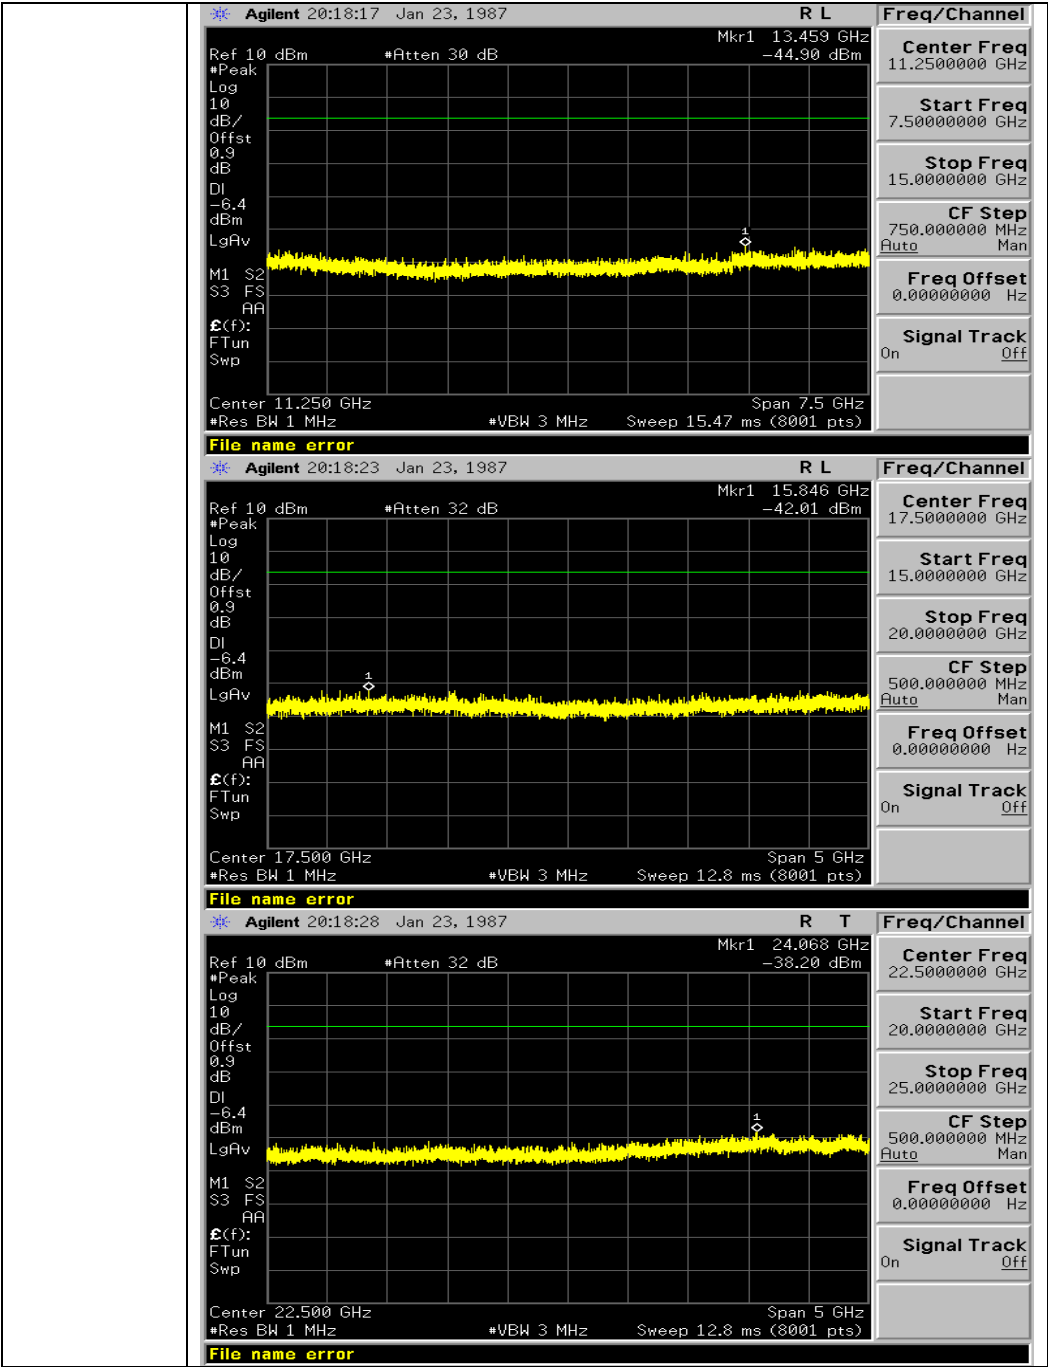 Agilent 20:18:17 Jan 23, 1987 R L Freq/Channel
Mkr1 13.459 GHz
Ref 10 dBm #Atten 30 dB -44.90 dBm
#Peak
Log
10
dB/
Offst
0.9
dB
DI
-6.4
dBm
LgAv
1
M1 S2
S3 FS
AA
£(f):
FTun
Swp
Center 11.250 GHz Span 7.5 GHz
#Res BW 1 MHz #VBW 3 MHz Sweep 15.47 ms (8001 pts)
File name error
Center Freq
11.2500000 GHz
Start Freq
7.50000000 GHz
Stop Freq
15.0000000 GHz
CF Step
750.000000 MHz
Auto Man
Freq Offset
0.00000000 Hz
Signal Track
On Off
Agilent 20:18:23 Jan 23, 1987 R L Freq/Channel
Mkr1 15.846 GHz
Ref 10 dBm #Atten 32 dB -42.01 dBm
#Peak
Log
10
dB/
Offst
0.9
dB
DI
-6.4
dBm
LgAv
1
M1 S2
S3 FS
AA
£(f):
FTun
Swp
Center 17.500 GHz Span 5 GHz
#Res BW 1 MHz #VBW 3 MHz Sweep 12.8 ms (8001 pts)
File name error
Center Freq
17.5000000 GHz
Start Freq
15.0000000 GHz
Stop Freq
20.0000000 GHz
CF Step
500.000000 MHz
Auto Man
Freq Offset
0.00000000 Hz
Signal Track
On Off
Agilent 20:18:28 Jan 23, 1987 R T Freq/Channel
Mkr1 24.068 GHz
Ref 10 dBm #Atten 32 dB -38.20 dBm
#Peak
Log
10
dB/
Offst
0.9
dB
DI
-6.4
dBm
LgAv
1
M1 S2
S3 FS
AA
£(f):
FTun
Swp
Center 22.500 GHz Span 5 GHz
#Res BW 1 MHz #VBW 3 MHz Sweep 12.8 ms (8001 pts)
File name error
Center Freq
22.5000000 GHz
Start Freq
20.0000000 GHz
Stop Freq
25.0000000 GHz
CF Step
500.000000 MHz
Auto Man
Freq Offset
0.00000000 Hz
Signal Track
On Off